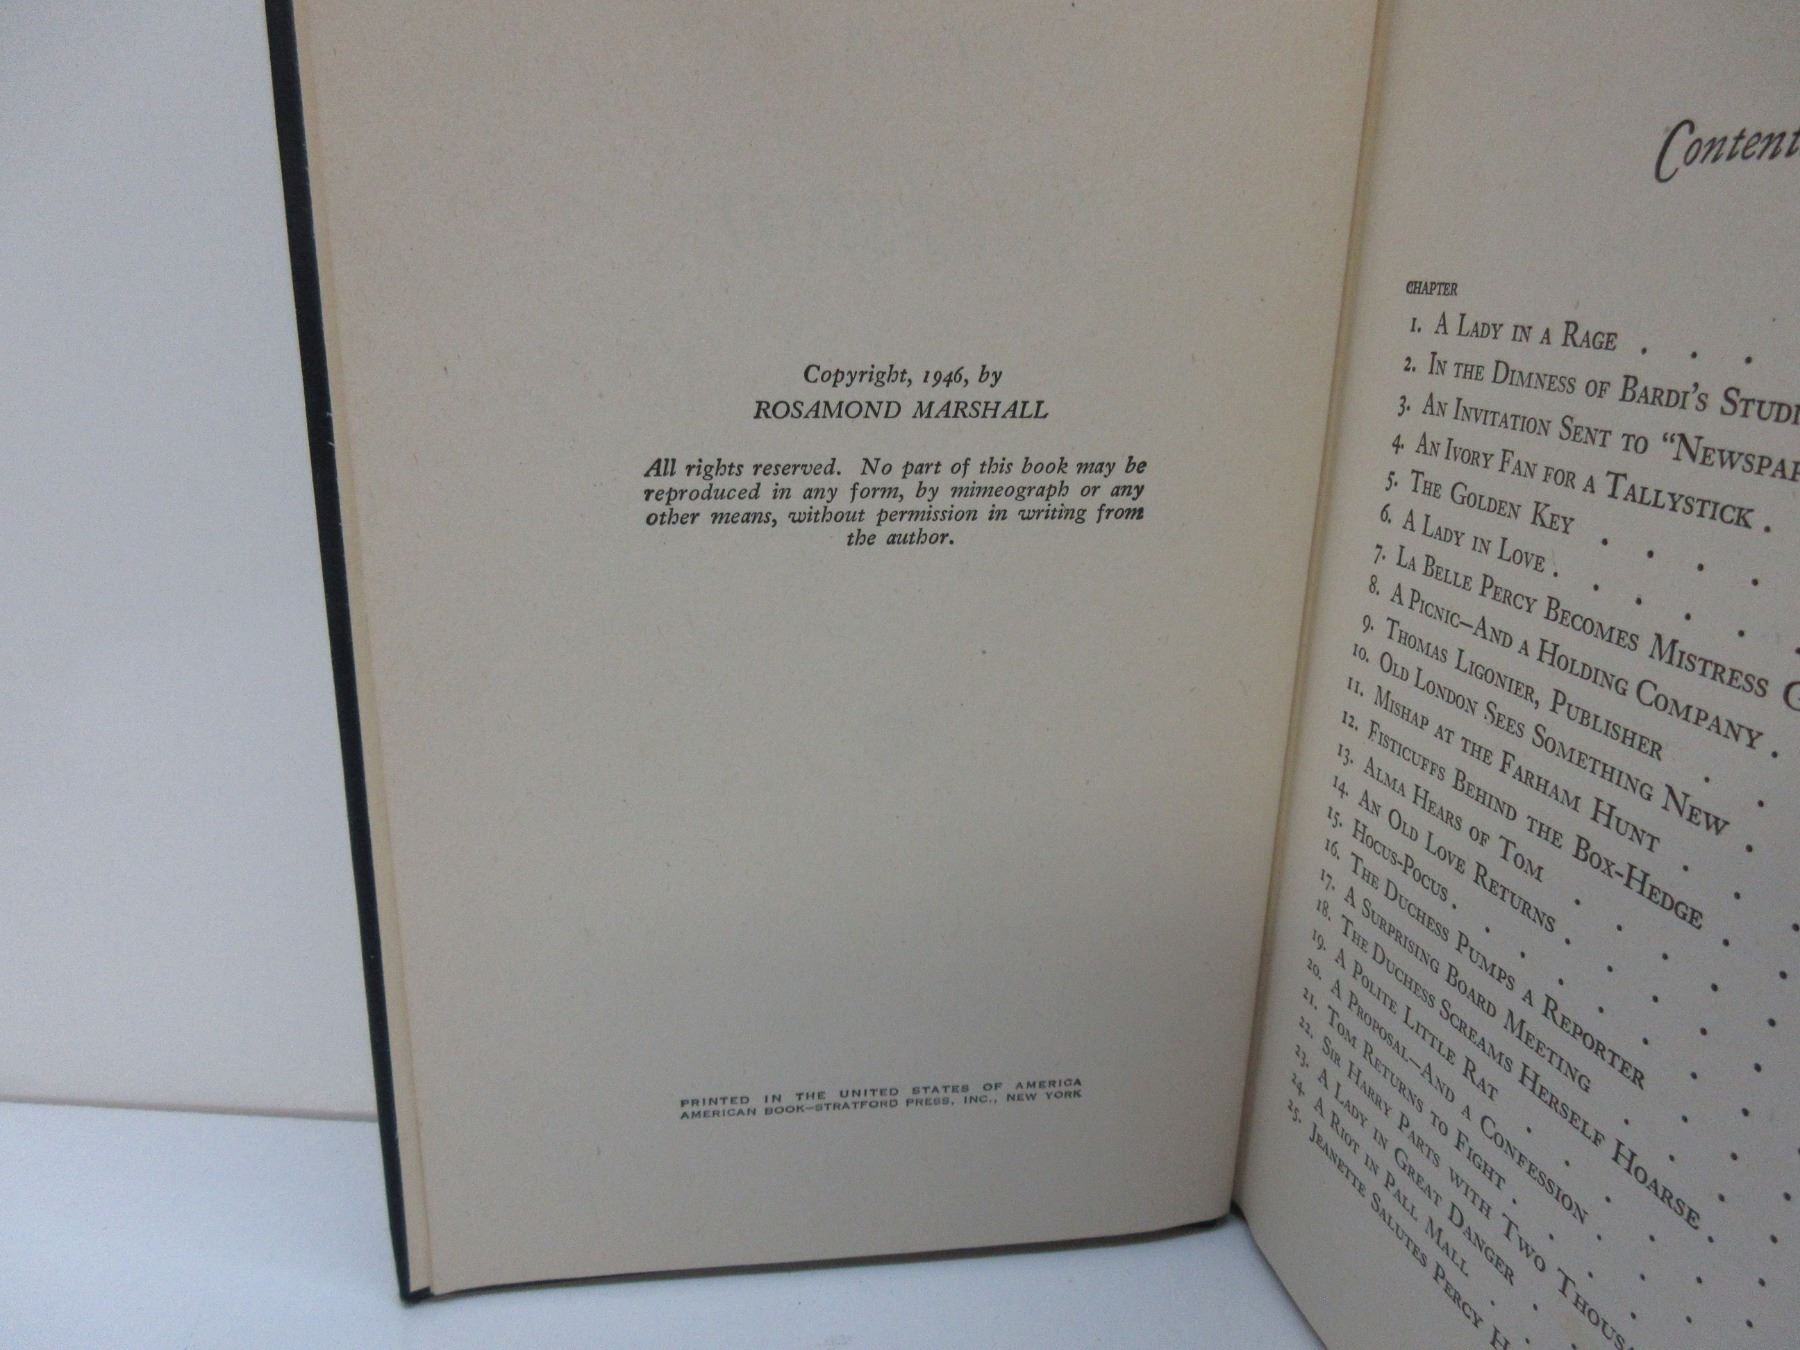 Copyright, 1946, by
ROSAMOND MARSHALL
All rights reserved. No part of this book may be
reproduced in any form, by mimeograph or any
other means, without permission in writing from
the author.
PRINTED IN THE UNITED STATES OF AMERICA
AMERICAN BOOK–STRATFORD PRESS, INC., NEW YORK
Content
CHAPTER
1. A LADY IN A RAGE . . .
2. IN THE DIMNESS OF BARDI'S
3. AN INVITATION SENT TO
4. AN IVORY FAN FOR A TALLYSTICK .
5. THE GOLDEN KEY . . . .
6. A LADY IN LOVE . . . . . .
7. LA BELLE PERCY BECOMES MISTRESS
8. A PICNIC—AND A HOLDING COMPANY .
9. THOMAS LIGONIER, PUBLISHER . .
10. OLD LONDON SEES SOMETHING NEW .
11. MISHAP AT THE FARHAM HUNT . . .
12. FISTICUFFS BEHIND THE BOX-HEDGE . .
13. ALMA HEARS OF TOM . . . .
14. AN OLD LOVE RETURNS . . . .
15. HOCUS-POCUS . . . . . . .
16. THE DUCHESS PUMPS A REPORTER . . .
17. A SURPRISING BOARD MEETING . . . .
18. THE DUCHESS SCREAMS HERSELF HOARSE . .
19. A POLITE LITTLE RAT . . . .
20. A PROPOSAL—AND A CONFESSION . . . .
21. TOM RETURNS TO FIGHT . . . .
22. SIR HARRY PARTS WITH TWO
23. A LADY IN GREAT DANGER . . .
24. A RIOT IN PALL MALL . . .
25. JEANETTE SALUTES PERCY